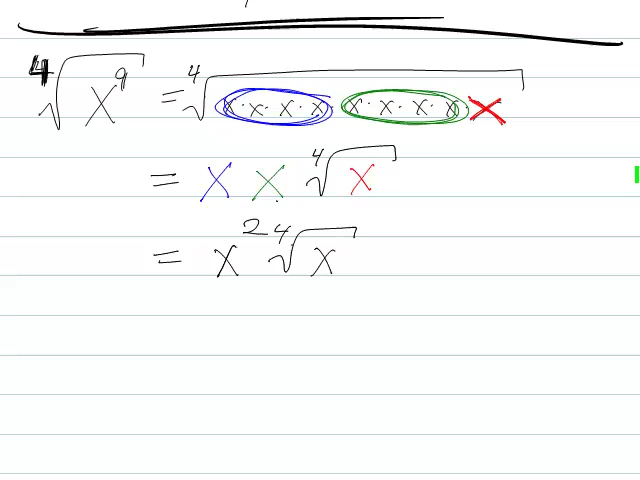 ⁴√x⁹ = ⁴√x·x·x·x·x·x·x·x·x
= x x ⁴√x
= x² ⁴√x